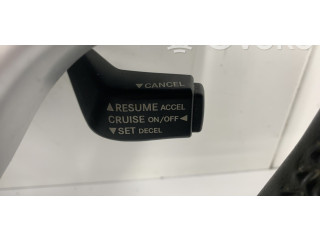 ▼CANCEL
▲RESUME ACCEL
CRUISE ON/OFF◄
▼SET DECEL